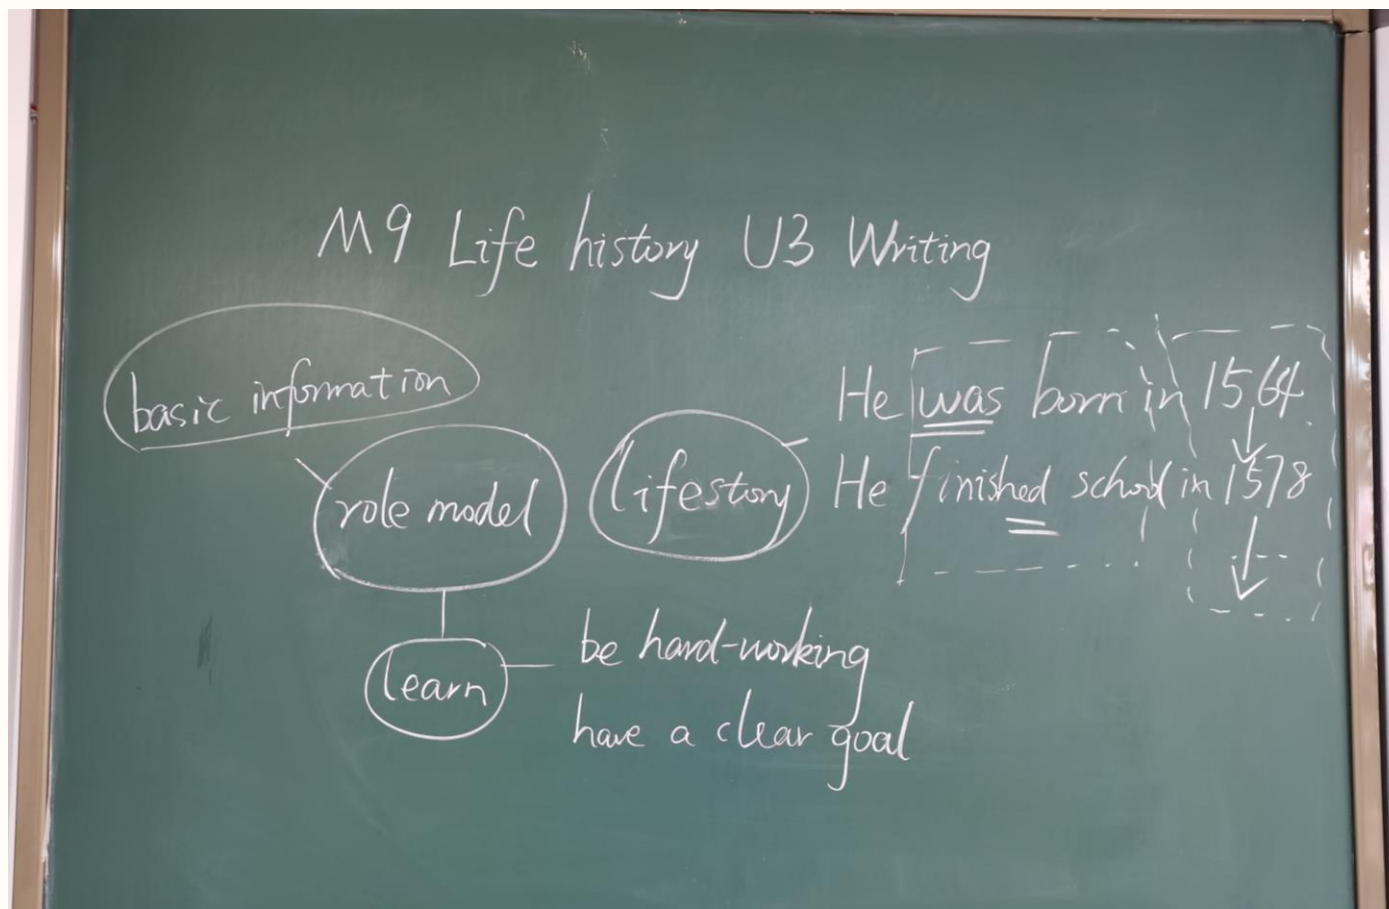 M9 Life history U3 Writing
basic information
role model
lifestory
He was born in 1564.
He finished school in 1578
learn
be hard-working
have a clear goal